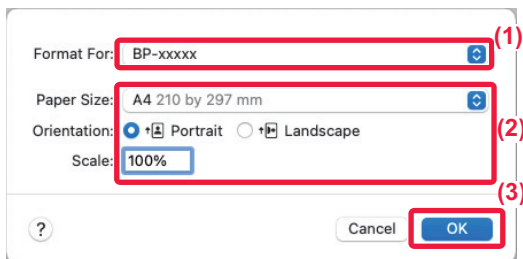 (1)
Format For: BP-xxxxx
Paper Size: A4 210 by 297 mm
Orientation: Portrait Landscape
(2)
Scale: 100%
(3)
? Cancel OK